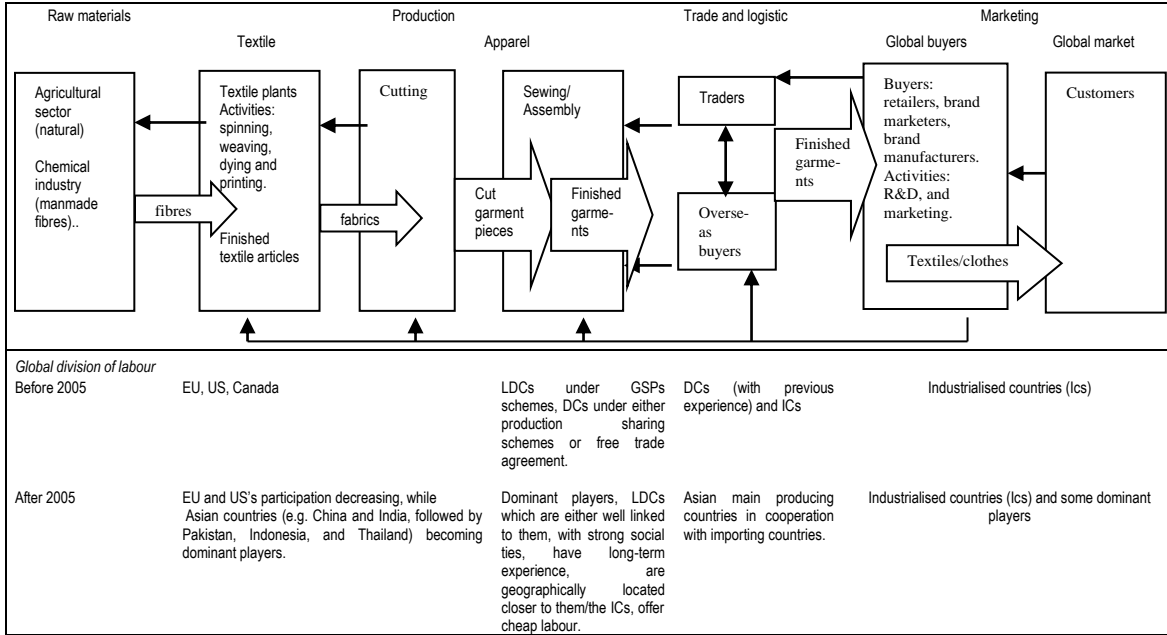 Raw materials
Production
Trade and logistic
Marketing
Textile
Apparel
Global buyers
Global market
Agricultural
sector
(natural)
Chemical
industry
(manmade
fibres)..
fibres
Textile plants
Activities:
spinning,
weaving,
dying and
printing.
Finished
textile articles
fabrics
Cutting
Cut
garment
pieces
Sewing/
Assembly
Finished
garme-
nts
Traders
Overse-
as
buyers
Finished
garme-
nts
Buyers:
retailers, brand
marketers,
brand
manufacturers.
Activities:
R&D, and
marketing.
Textiles/clothes
Customers
Global division of labour
Before 2005
EU, US, Canada
LDCs under GSPs
schemes, DCs under either
production sharing
schemes or free trade
agreement.
DCs (with previous
experience) and ICs
Industrialised countries (Ics)
After 2005
EU and US's participation decreasing, while
Asian countries (e.g. China and India, followed by
Pakistan, Indonesia, and Thailand) becoming
dominant players.
Dominant players, LDCs
which are either well linked
to them, with strong social
ties, have long-term
experience, are
geographically located
closer to them/the ICs, offer
cheap labour.
Asian main producing
countries in cooperation
with importing countries.
Industrialised countries (Ics) and some dominant
players